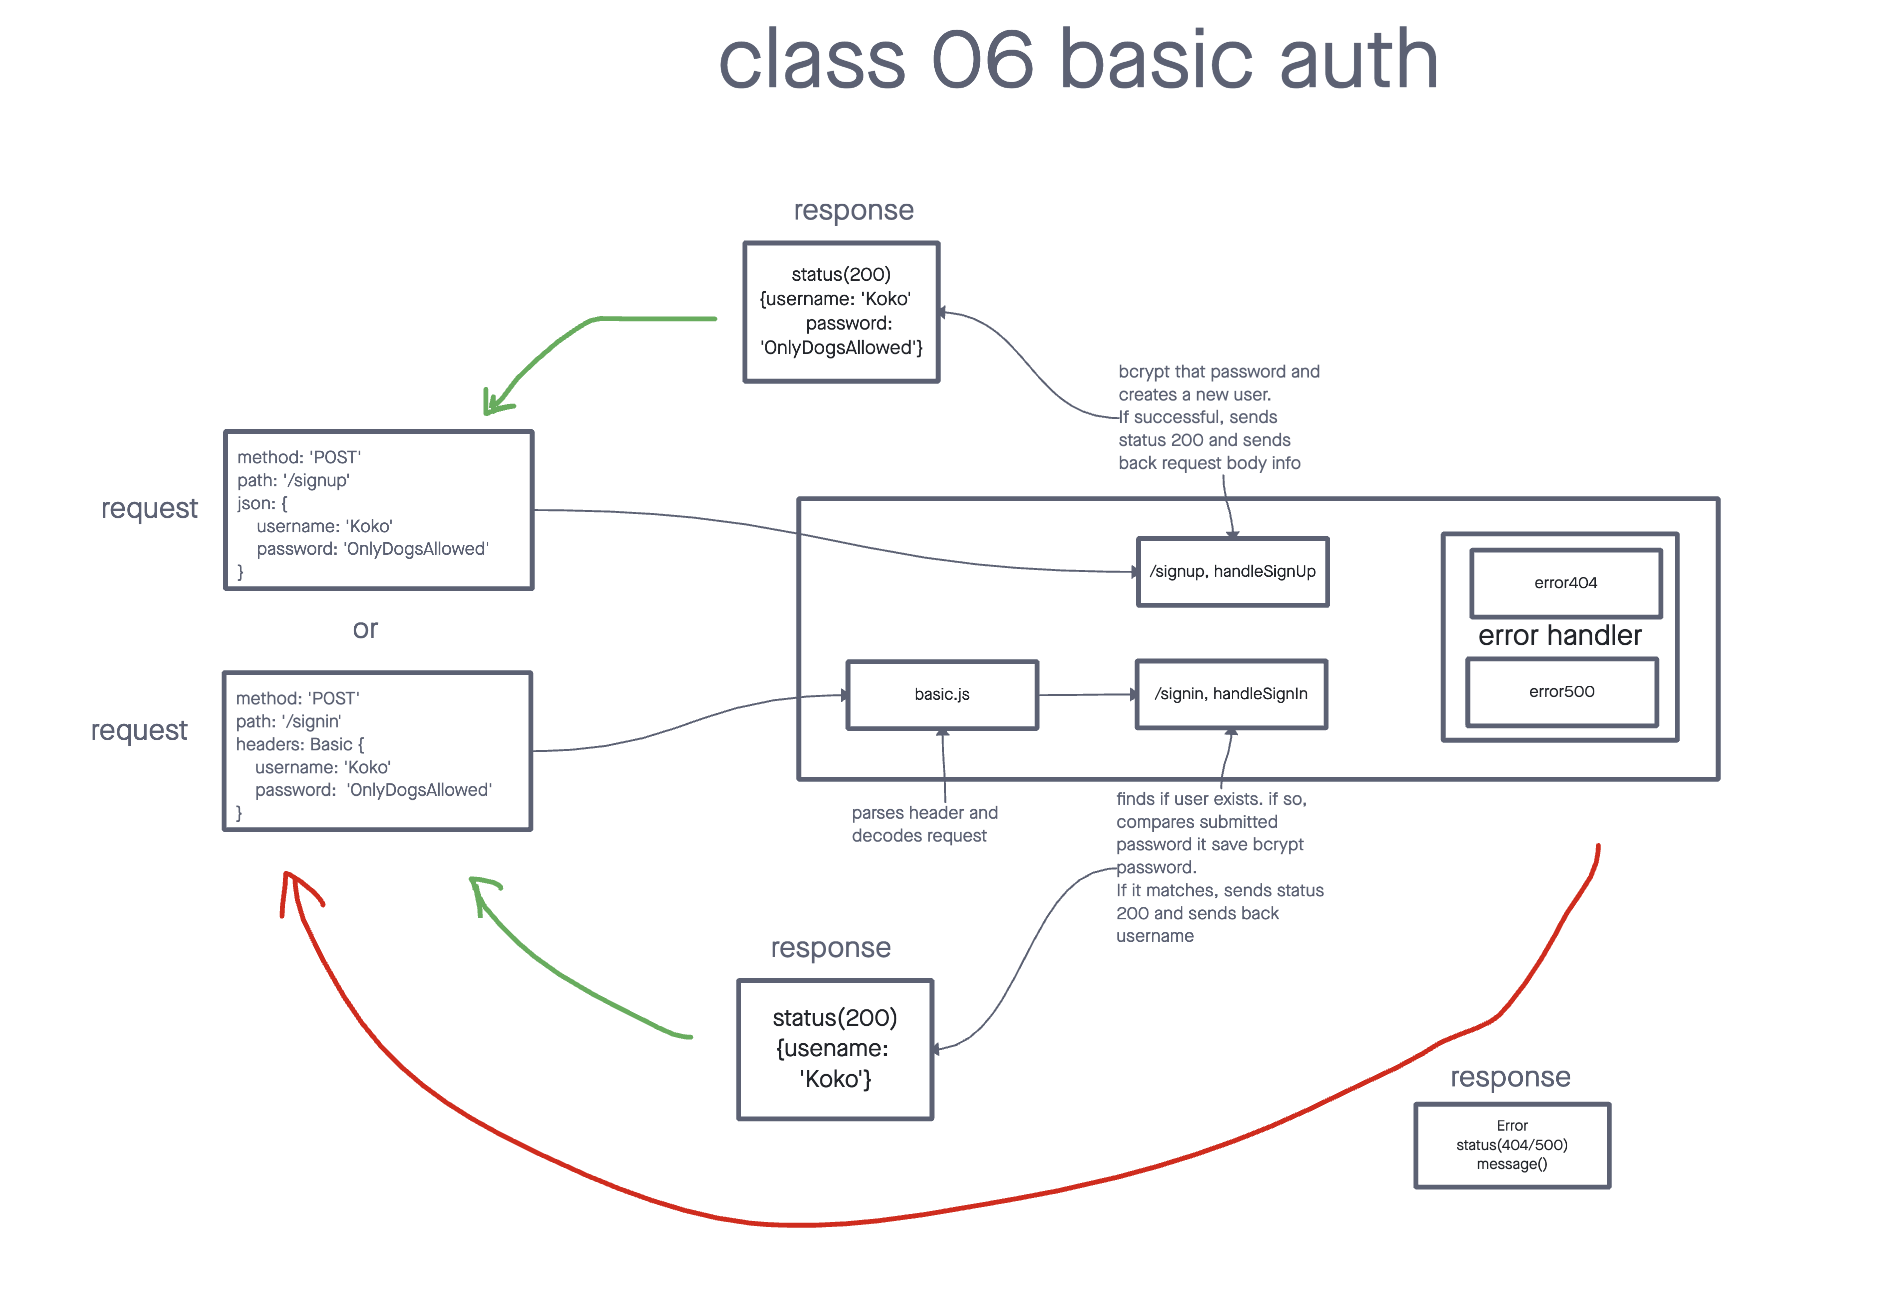 class 06 basic auth
response
status(200)
{username: 'Koko'
password:
'OnlyDogsAllowed'}
bcrypt that password and
creates a new user.
If successful, sends
status 200 and sends
back request body info
request
method: 'POST'
path: '/signup'
json: {
username: 'Koko'
password: 'OnlyDogsAllowed'
}
/signup, handleSignUp
error404
error handler
error500
or
request
method: 'POST'
path: '/signin'
headers: Basic {
username: 'Koko'
password:  'OnlyDogsAllowed'
}
basic.js
/signin, handleSignIn
parses header and
decodes request
finds if user exists. if so,
compares submitted
password it save bcrypt
password.
If it matches, sends status
200 and sends back
username
response
status(200)
{usename:
'Koko'}
response
Error
status(404/500)
message()